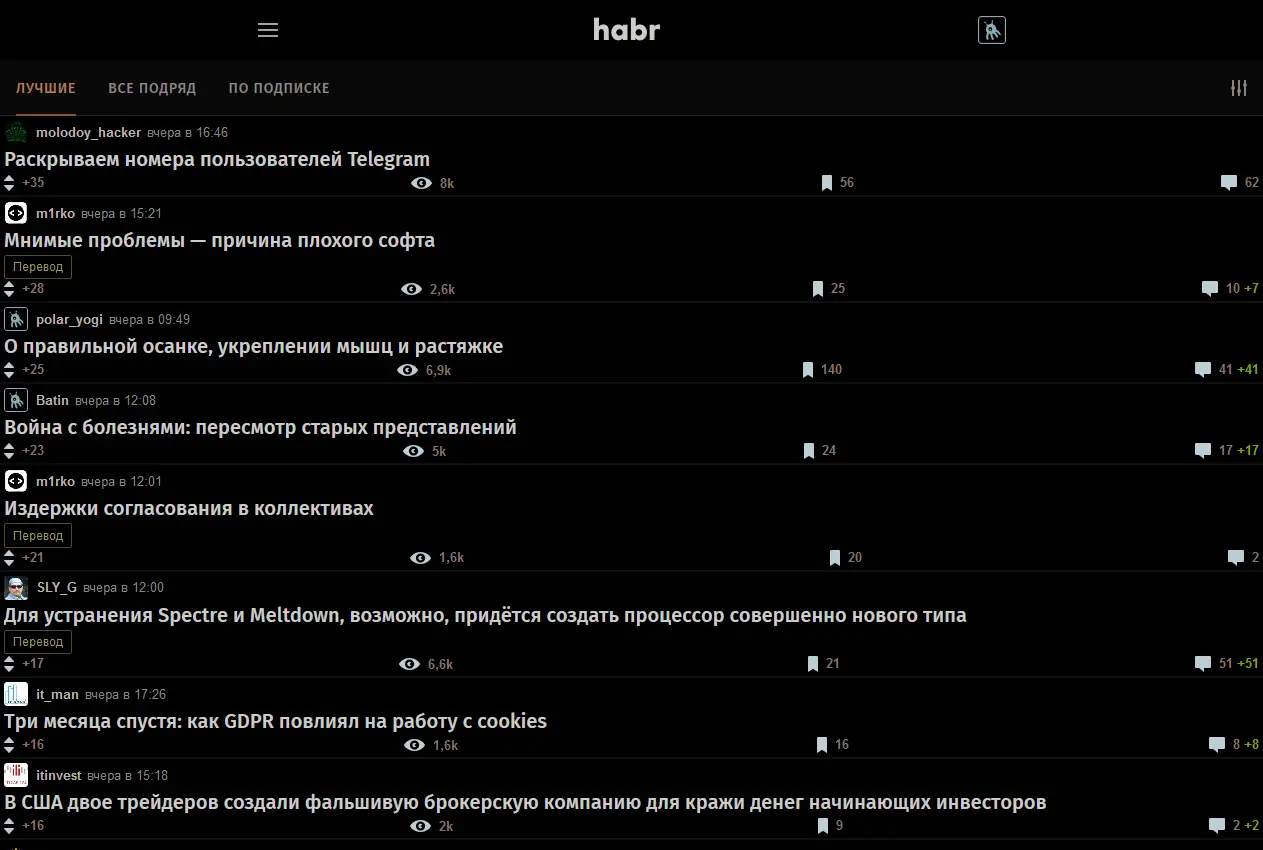 habr
ЛУЧШИЕ ВСЕ ПОДРЯД ПО ПОДПИСКЕ
molodoy_hacker вчера в 16:46
Раскрываем номера пользователей Telegram
+35 8k 56 62
m1rko вчера в 15:21
Мнимые проблемы — причина плохого софта
Перевод
+28 2,6k 25 10 +7
polar_yogi вчера в 09:49
О правильной осанке, укреплении мышц и растяжке
+25 6,9k 140 41 +41
Batin вчера в 12:08
Война с болезнями: пересмотр старых представлений
+23 5k 24 17 +17
m1rko вчера в 12:01
Издержки согласования в коллективах
Перевод
+21 1,6k 20 2
SLY_G вчера в 12:00
Для устранения Spectre и Meltdown, возможно, придётся создать процессор совершенно нового типа
Перевод
+17 6,6k 21 51 +51
it_man вчера в 17:26
Три месяца спустя: как GDPR повлиял на работу с cookies
+16 1,6k 16 8 +8
itinvest вчера в 15:18
В США двое трейдеров создали фальшивую брокерскую компанию для кражи денег начинающих инвесторов
+16 2k 9 2 +2